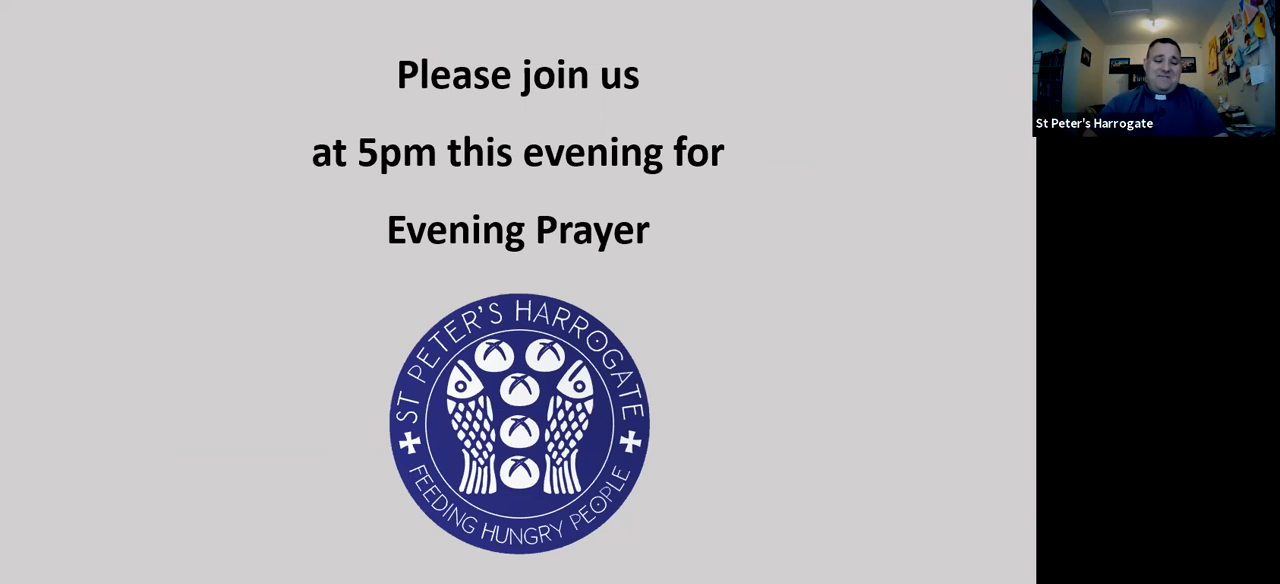 Please join us
at 5pm this evening for
Evening Prayer
ST PETER'S HARROGATE
FEEDING HUNGRY PEOPLE
St Peter's Harrogate